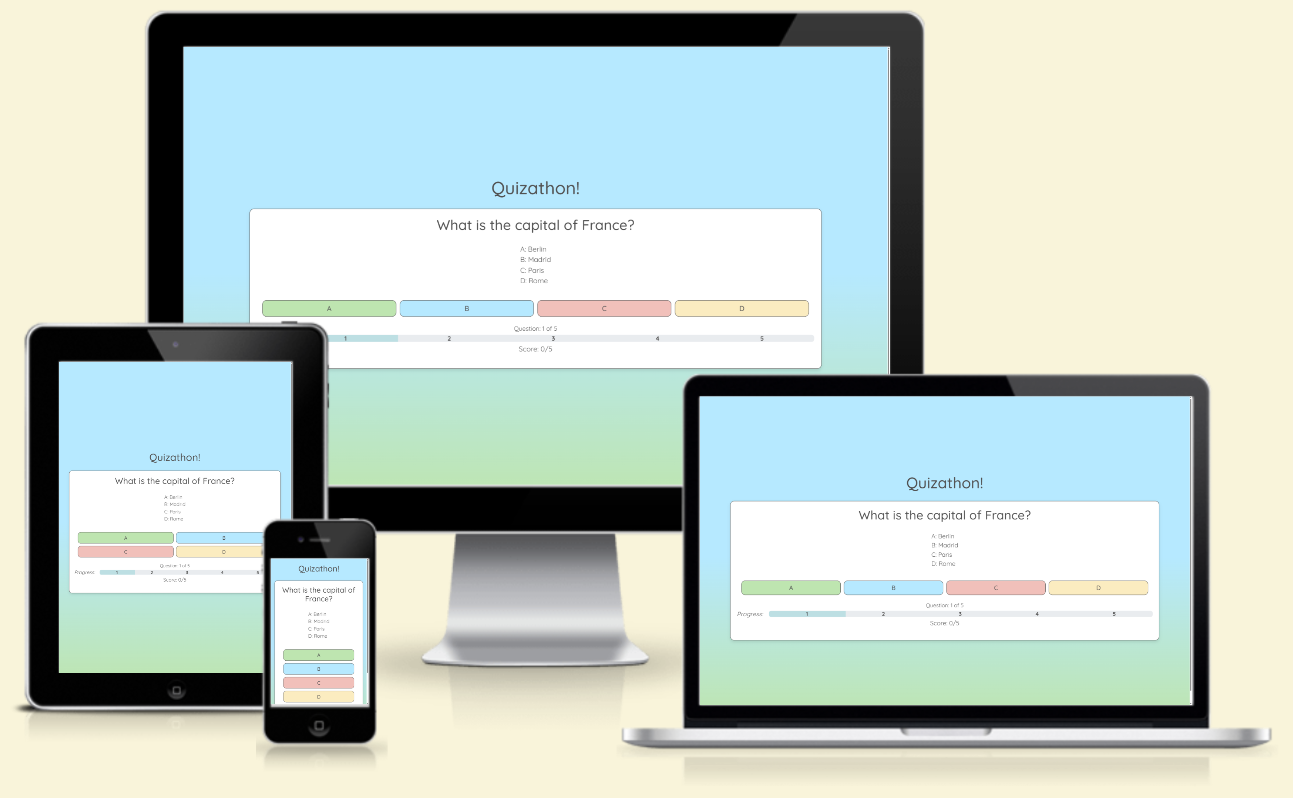 Quizathon!
What is the capital of France?
A: Berlin
B: Madrid
C: Paris
D: Rome
A B C D
Question: 1 of 5
1 2 3 4 5
Score: 0/5
Quizathon!
What is the capital of France?
A: Berlin
B: Madrid
C: Paris
D: Rome
A B
C D
Question: 1 of 5
Progress 1 2 3 4 5
Score: 0/5
Quizathon!
What is the capital of
France?
A: Berlin
B: Madrid
C: Paris
D: Rome
A
B
C
D
Quizathon!
What is the capital of France?
A: Berlin
B: Madrid
C: Paris
D: Rome
A B C D
Question: 1 of 5
Progress 1 2 3 4 5
Score: 0/5